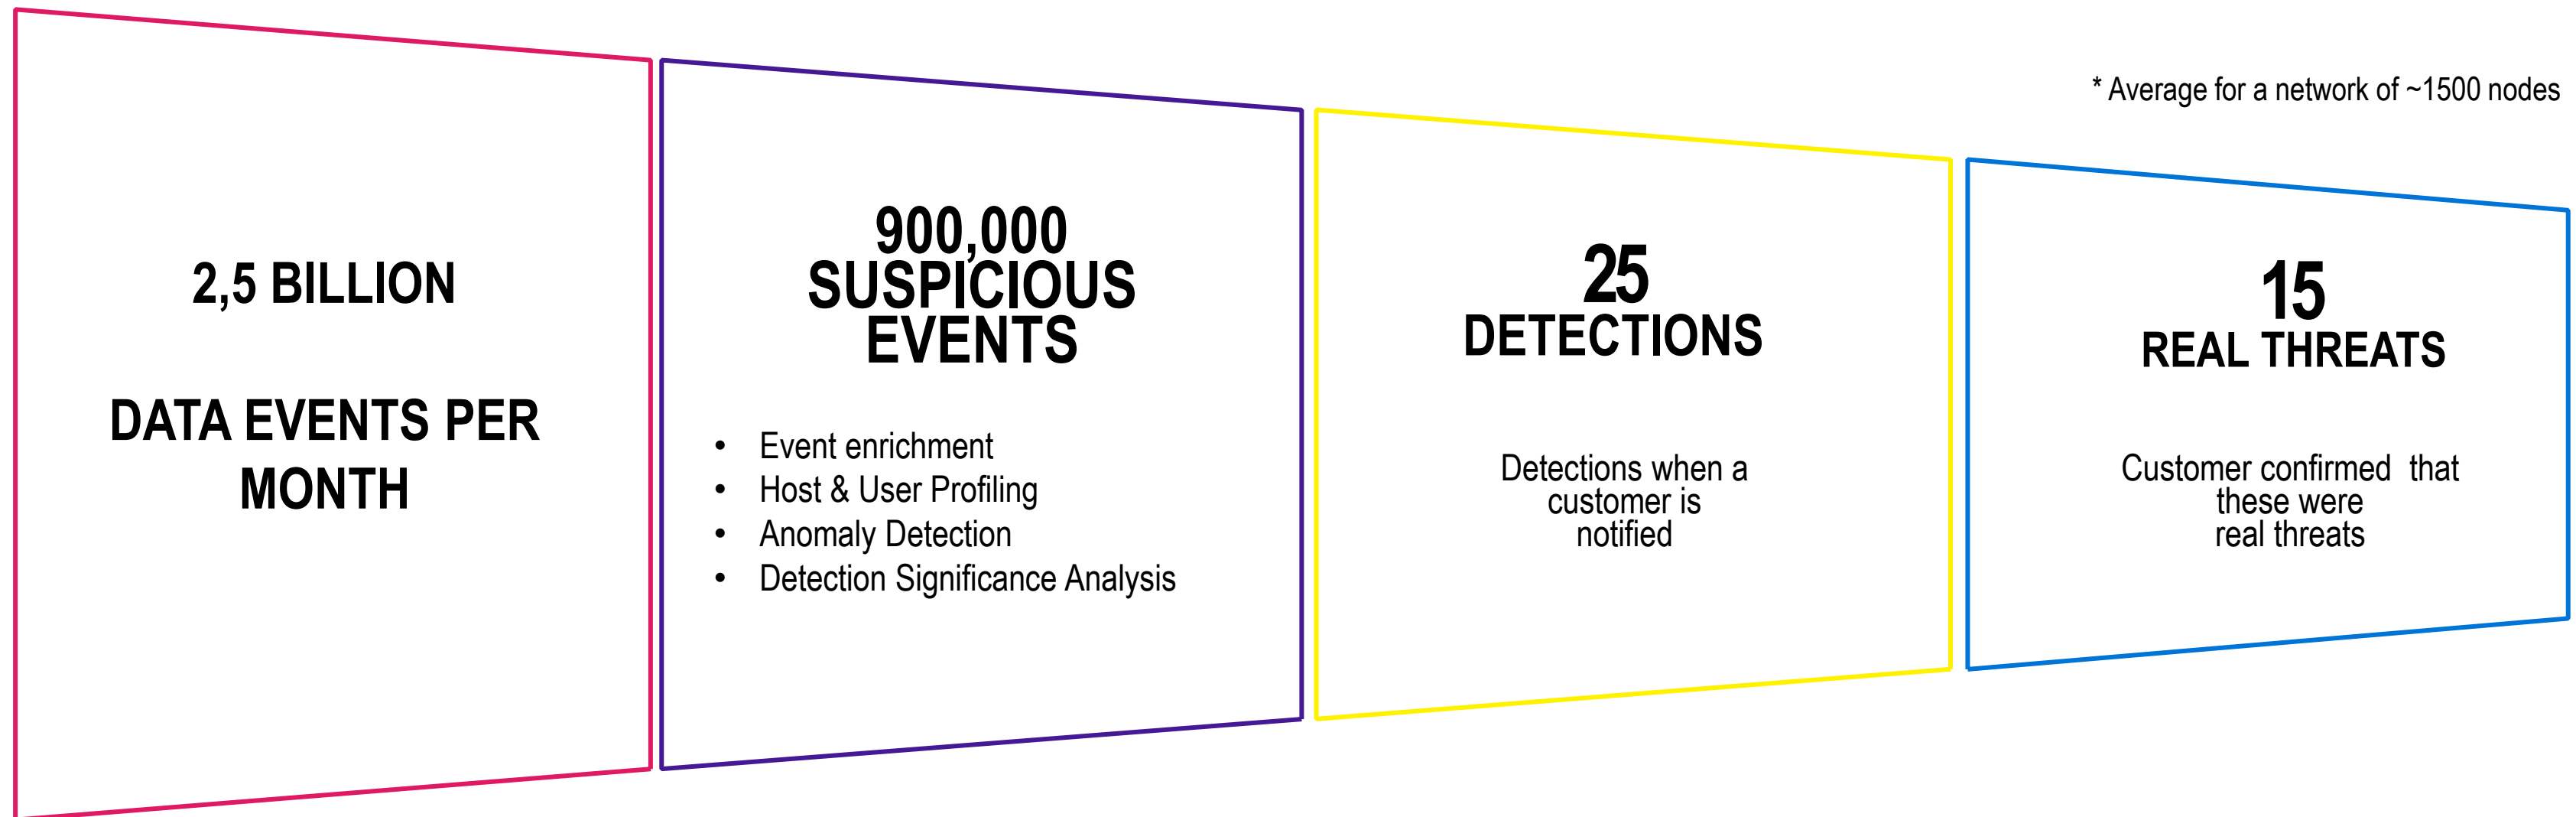 * Average for a network of ~1500 nodes
2,5 BILLION
DATA EVENTS PER
MONTH
900,000
SUSPICIOUS
EVENTS
• Event enrichment
• Host & User Profiling
• Anomaly Detection
• Detection Significance Analysis
25
DETECTIONS
Detections when a
customer is
notified
15
REAL THREATS
Customer confirmed  that
these were
real threats